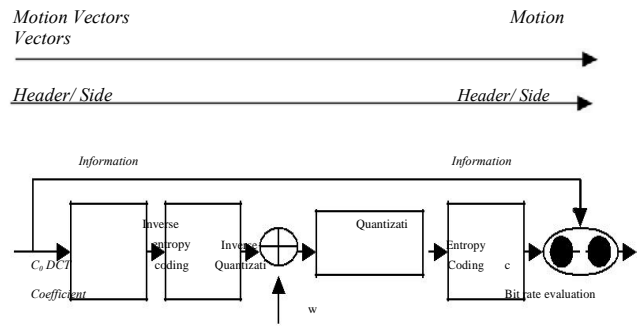 Motion Vectors Motion
Vectors
Header/ Side Header/ Side
Information Information
Inverse Quantizati
entropy Inverse Entropy
C₀ DCT coding Quantizati Coding c
Coefficient Bit rate evaluation
w